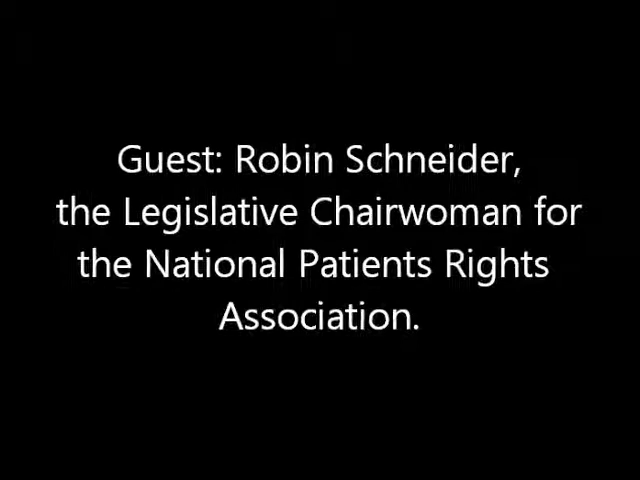 Guest: Robin Schneider,
the Legislative Chairwoman for
the National Patients Rights
Association.